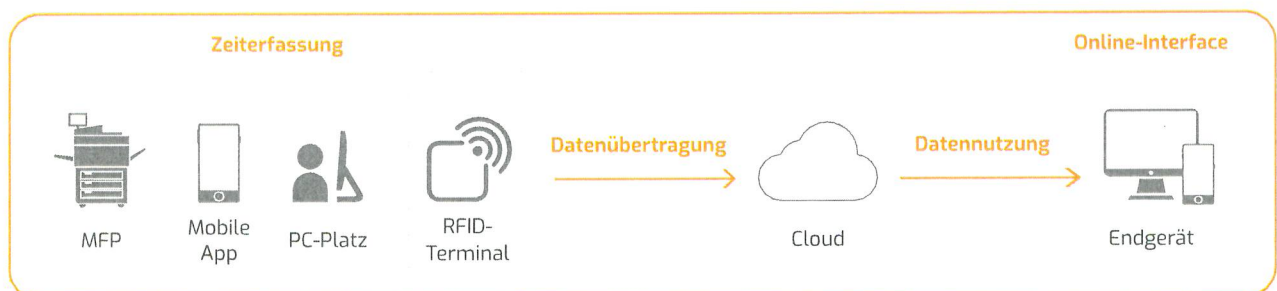 Zeiterfassung
Online-Interface
Datenübertragung
Datennutzung
MFP
Mobile
App
PC-Platz
RFID-
Terminal
Cloud
Endgerät